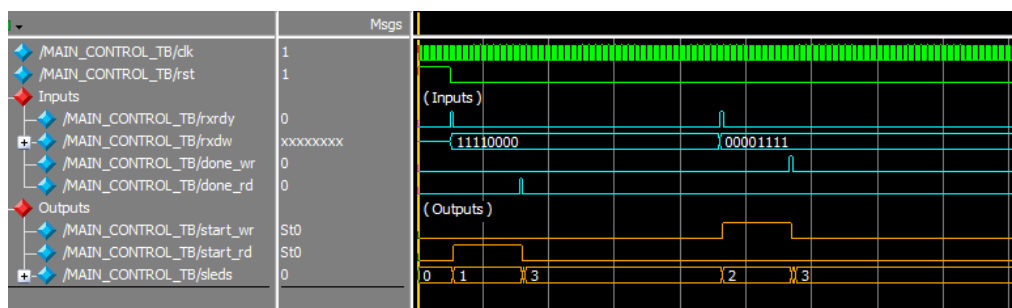 Msgs
/MAIN_CONTROL_TB/clk 1
/MAIN_CONTROL_TB/rst 1
Inputs (Inputs)
/MAIN_CONTROL_TB/rxrdy 0
/MAIN_CONTROL_TB/rxdw xxxxxxxx 11110000 00001111
/MAIN_CONTROL_TB/done_wr 0
/MAIN_CONTROL_TB/done_rd 0
Outputs (Outputs)
/MAIN_CONTROL_TB/start_wr St0
/MAIN_CONTROL_TB/start_rd St0
/MAIN_CONTROL_TB/sleds 0 0 1 3 2 3